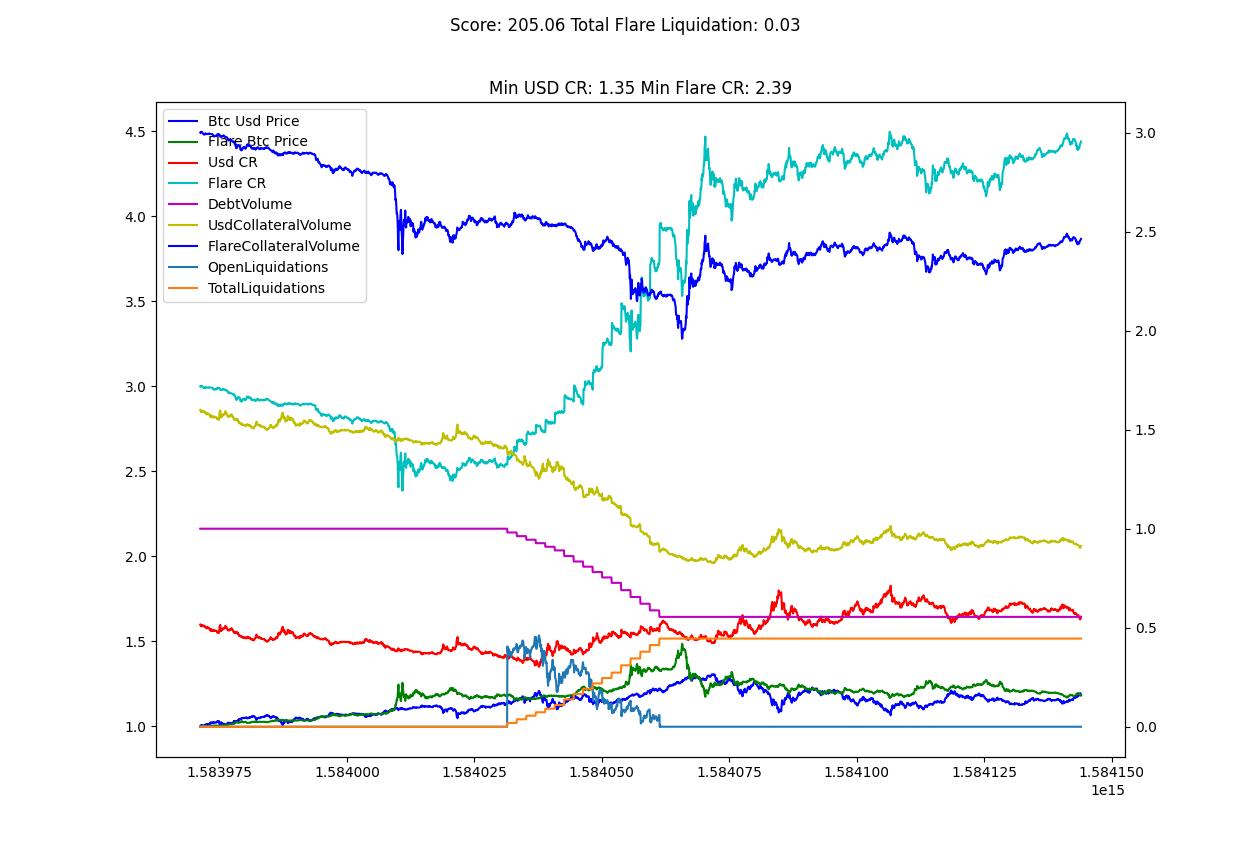 Score: 205.06 Total Flare Liquidation: 0.03
Min USD CR: 1.35 Min Flare CR: 2.39
Btc Usd Price
Flare Btc Price
Usd CR
Flare CR
DebtVolume
UsdCollateralVolume
FlareCollateralVolume
OpenLiquidations
TotalLiquidations
4.5
4.0
3.5
3.0
2.5
2.0
1.5
1.0
3.0
2.5
2.0
1.5
1.0
0.5
0.0
1.583975 1.584000 1.584025 1.584050 1.584075 1.584100 1.584125 1.584150
1e15